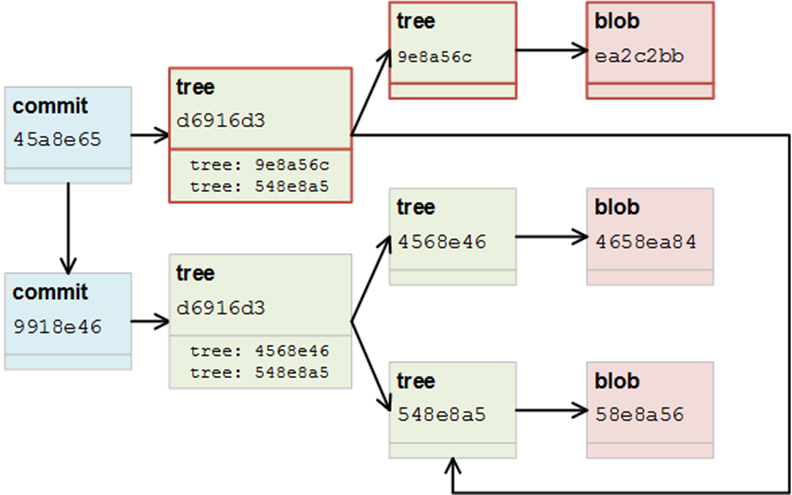 tree
9e8a56c
blob
ea2c2bb
commit
45a8e65
tree
d6916d3
tree: 9e8a56c
tree: 548e8a5
tree
4568e46
blob
4658ea84
commit
9918e46
tree
d6916d3
tree: 4568e46
tree: 548e8a5
tree
548e8a5
blob
58e8a56